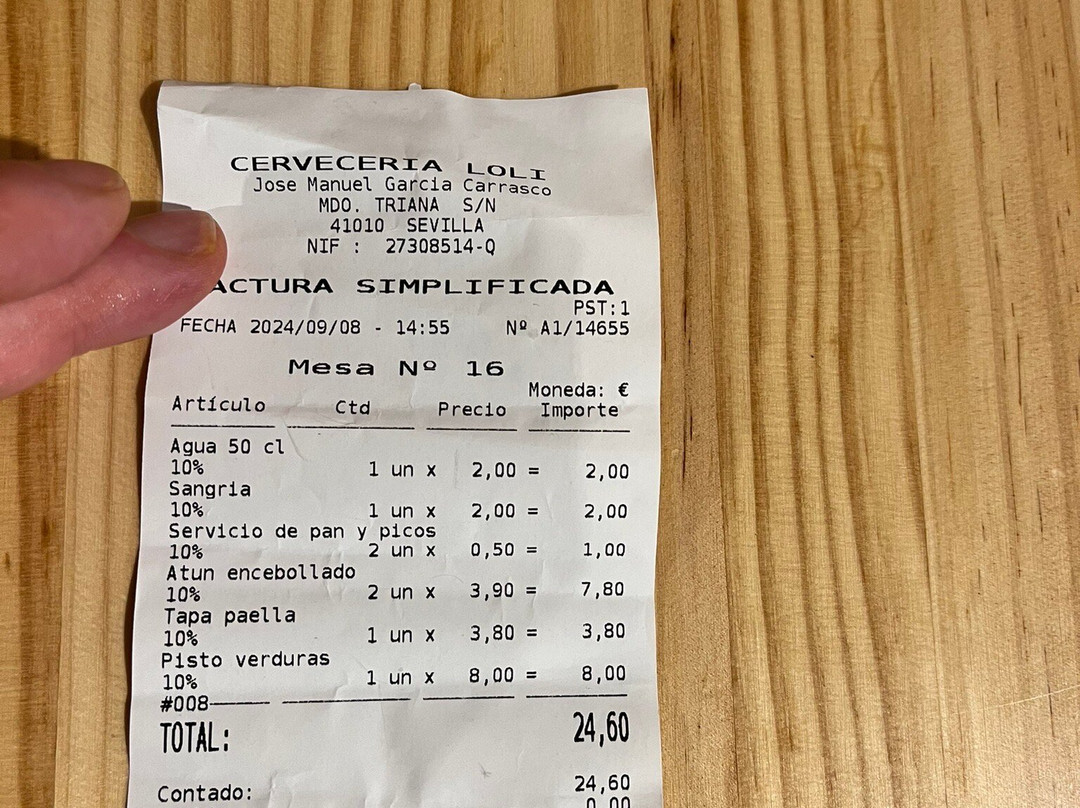 CERVECERIA LOLI
Jose Manuel Garcia Carrasco
MDO. TRIANA S/N
41010 SEVILLA
NIF : 27308514-Q
ACTURA SIMPLIFICADA
PST:1
FECHA 2024/09/08 - 14:55 Nº A1/14655
Mesa Nº 16
Moneda: €
Artículo Ctd Precio Importe
Agua 50 cl
10% 1 un x 2,00 = 2,00
Sangria
10% 1 un x 2,00 = 2,00
Servicio de pan y picos
10% 2 un x 0,50 = 1,00
Atun encebollado
10% 2 un x 3,90 = 7,80
Tapa paella
10% 1 un x 3,80 = 3,80
Pisto verduras
10% 1 un x 8,00 = 8,00
#008
TOTAL: 24,60
Contado: 24,60
0,00